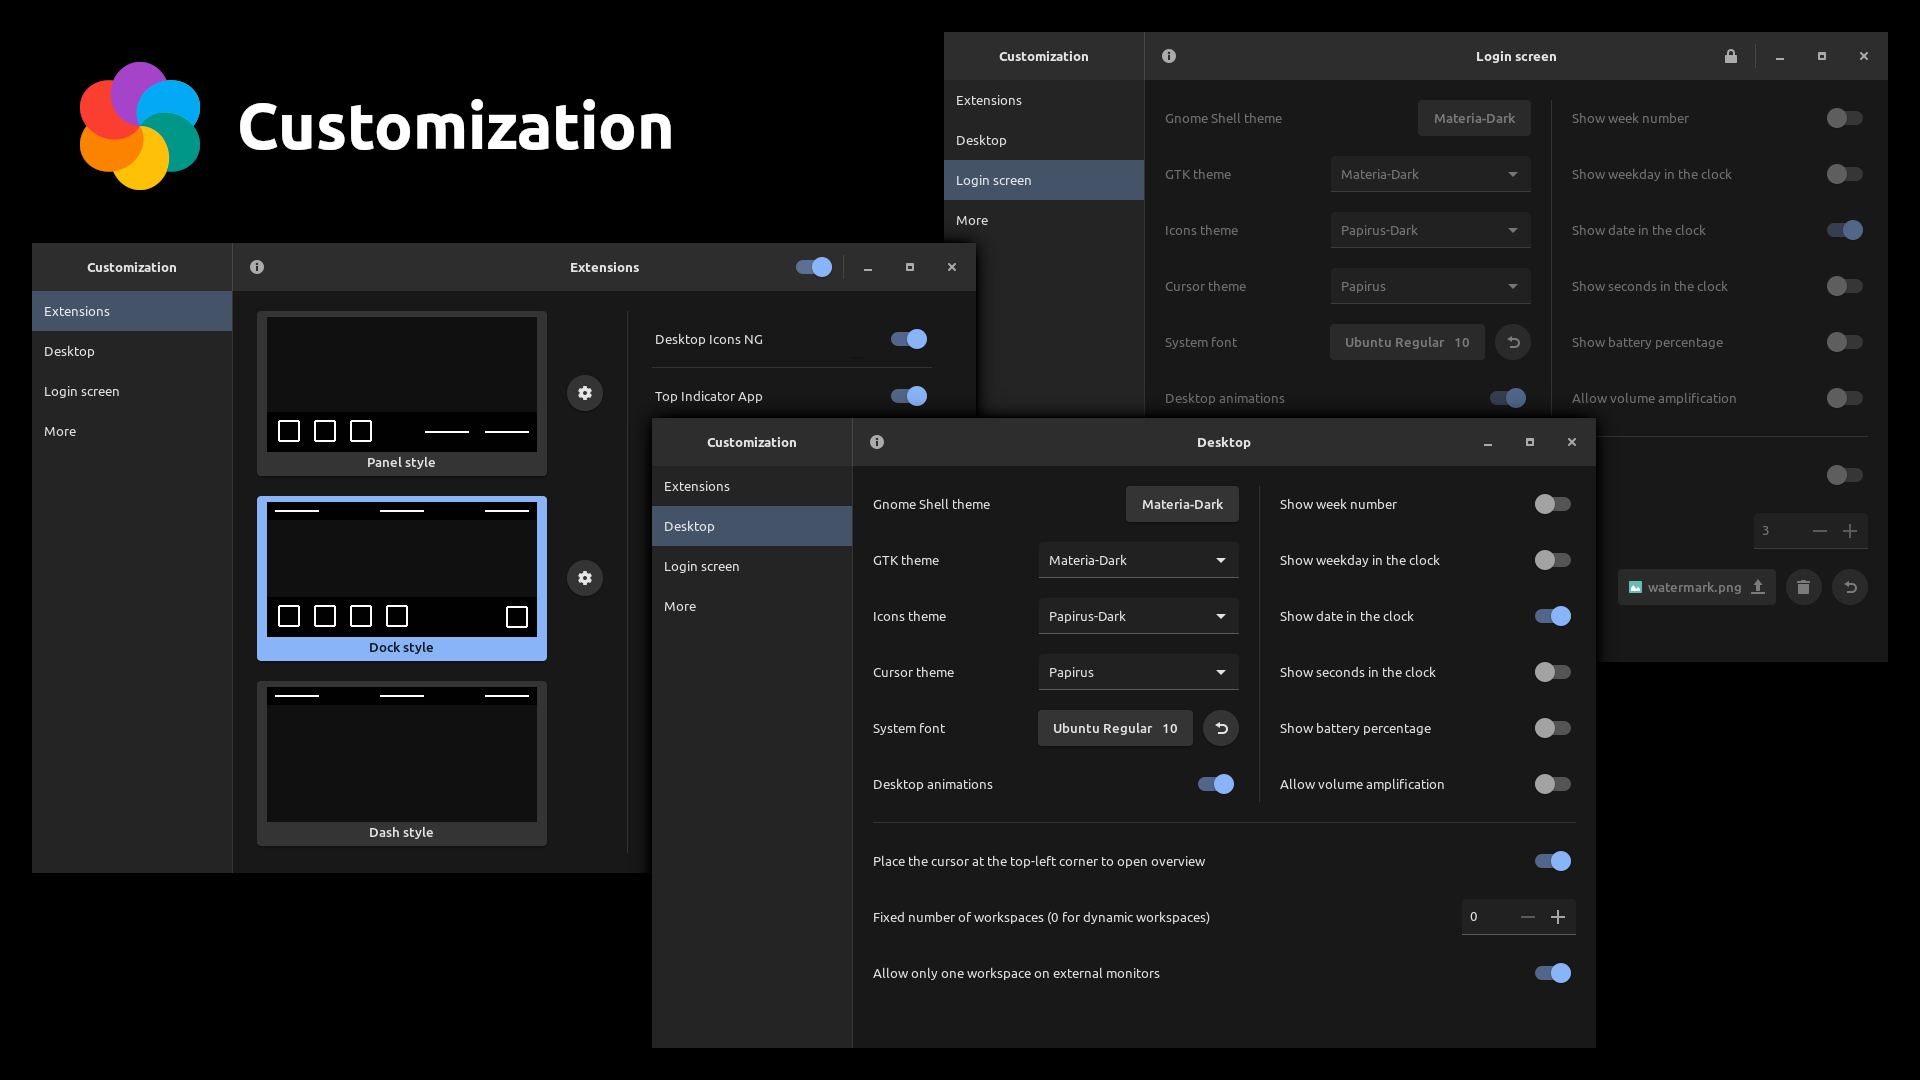 Customization
Customization
Login screen
Extensions
Desktop
Login screen
More
Gnome Shell theme
Materia-Dark
GTK theme
Materia-Dark
Icons theme
Papirus-Dark
Cursor theme
Papirus
System font
Ubuntu Regular 10
Desktop animations
Show week number
Show weekday in the clock
Show date in the clock
Show seconds in the clock
Show battery percentage
Allow volume amplification
3
watermark.png
Customization
Extensions
Extensions
Desktop
Login screen
More
Panel style
Dock style
Dash style
Desktop Icons NG
Top Indicator App
Customization
Desktop
Extensions
Desktop
Login screen
More
Gnome Shell theme
Materia-Dark
GTK theme
Materia-Dark
Icons theme
Papirus-Dark
Cursor theme
Papirus
System font
Ubuntu Regular 10
Desktop animations
Show week number
Show weekday in the clock
Show date in the clock
Show seconds in the clock
Show battery percentage
Allow volume amplification
Place the cursor at the top-left corner to open overview
Fixed number of workspaces (0 for dynamic workspaces)
0
Allow only one workspace on external monitors